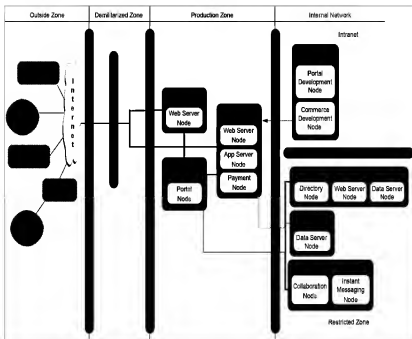 Outside Zone
Demilitarized Zone
Production Zone
Internal Network
Intranet
Internet
Web Server
Node
Portal
Node
Web Server
Node
App Server
Node
Payment
Node
Portal
Development
Node
Commerce
Development
Node
Directory
Node
Web Server
Node
Data Server
Node
Data Server
Node
Collaboration
Node
Instant
Messaging
Node
Restricted Zone